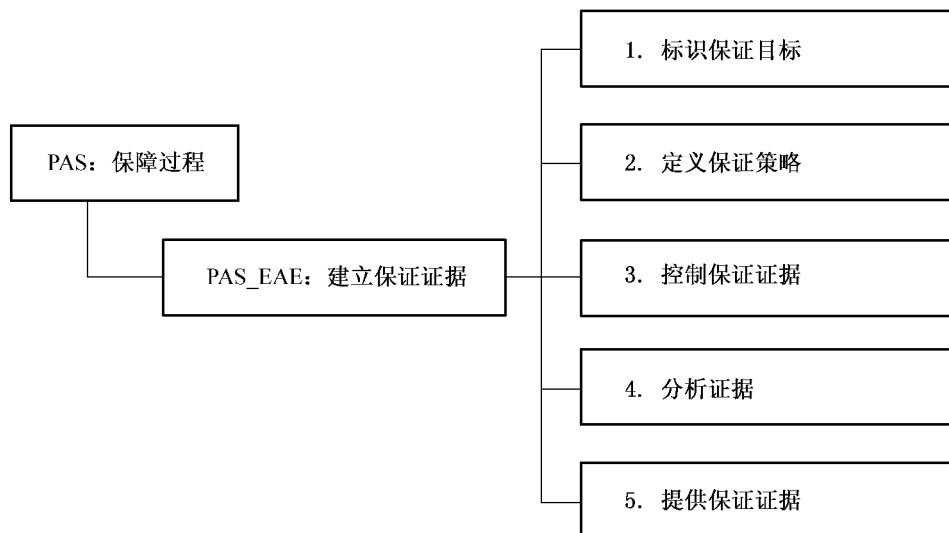 1. 标识保证目标
PAS：保障过程
2. 定义保证策略
PAS_EAE：建立保证证据
3. 控制保证证据
4. 分析证据
5. 提供保证证据